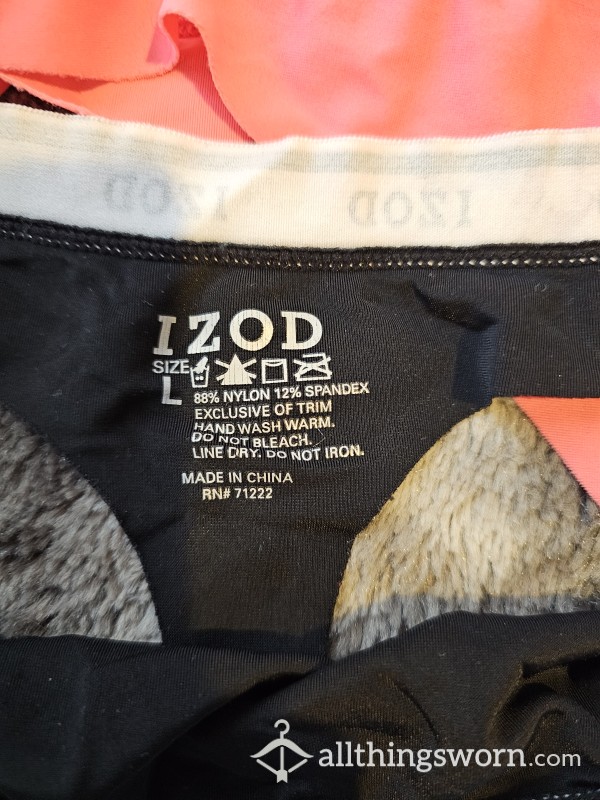 IZOD IZOD
IZOD
SIZE
L
88% NYLON 12% SPANDEX
EXCLUSIVE OF TRIM
HAND WASH WARM.
DO NOT BLEACH.
LINE DRY. DO NOT IRON.
MADE IN CHINA
RN# 71222
allthingsworn.com